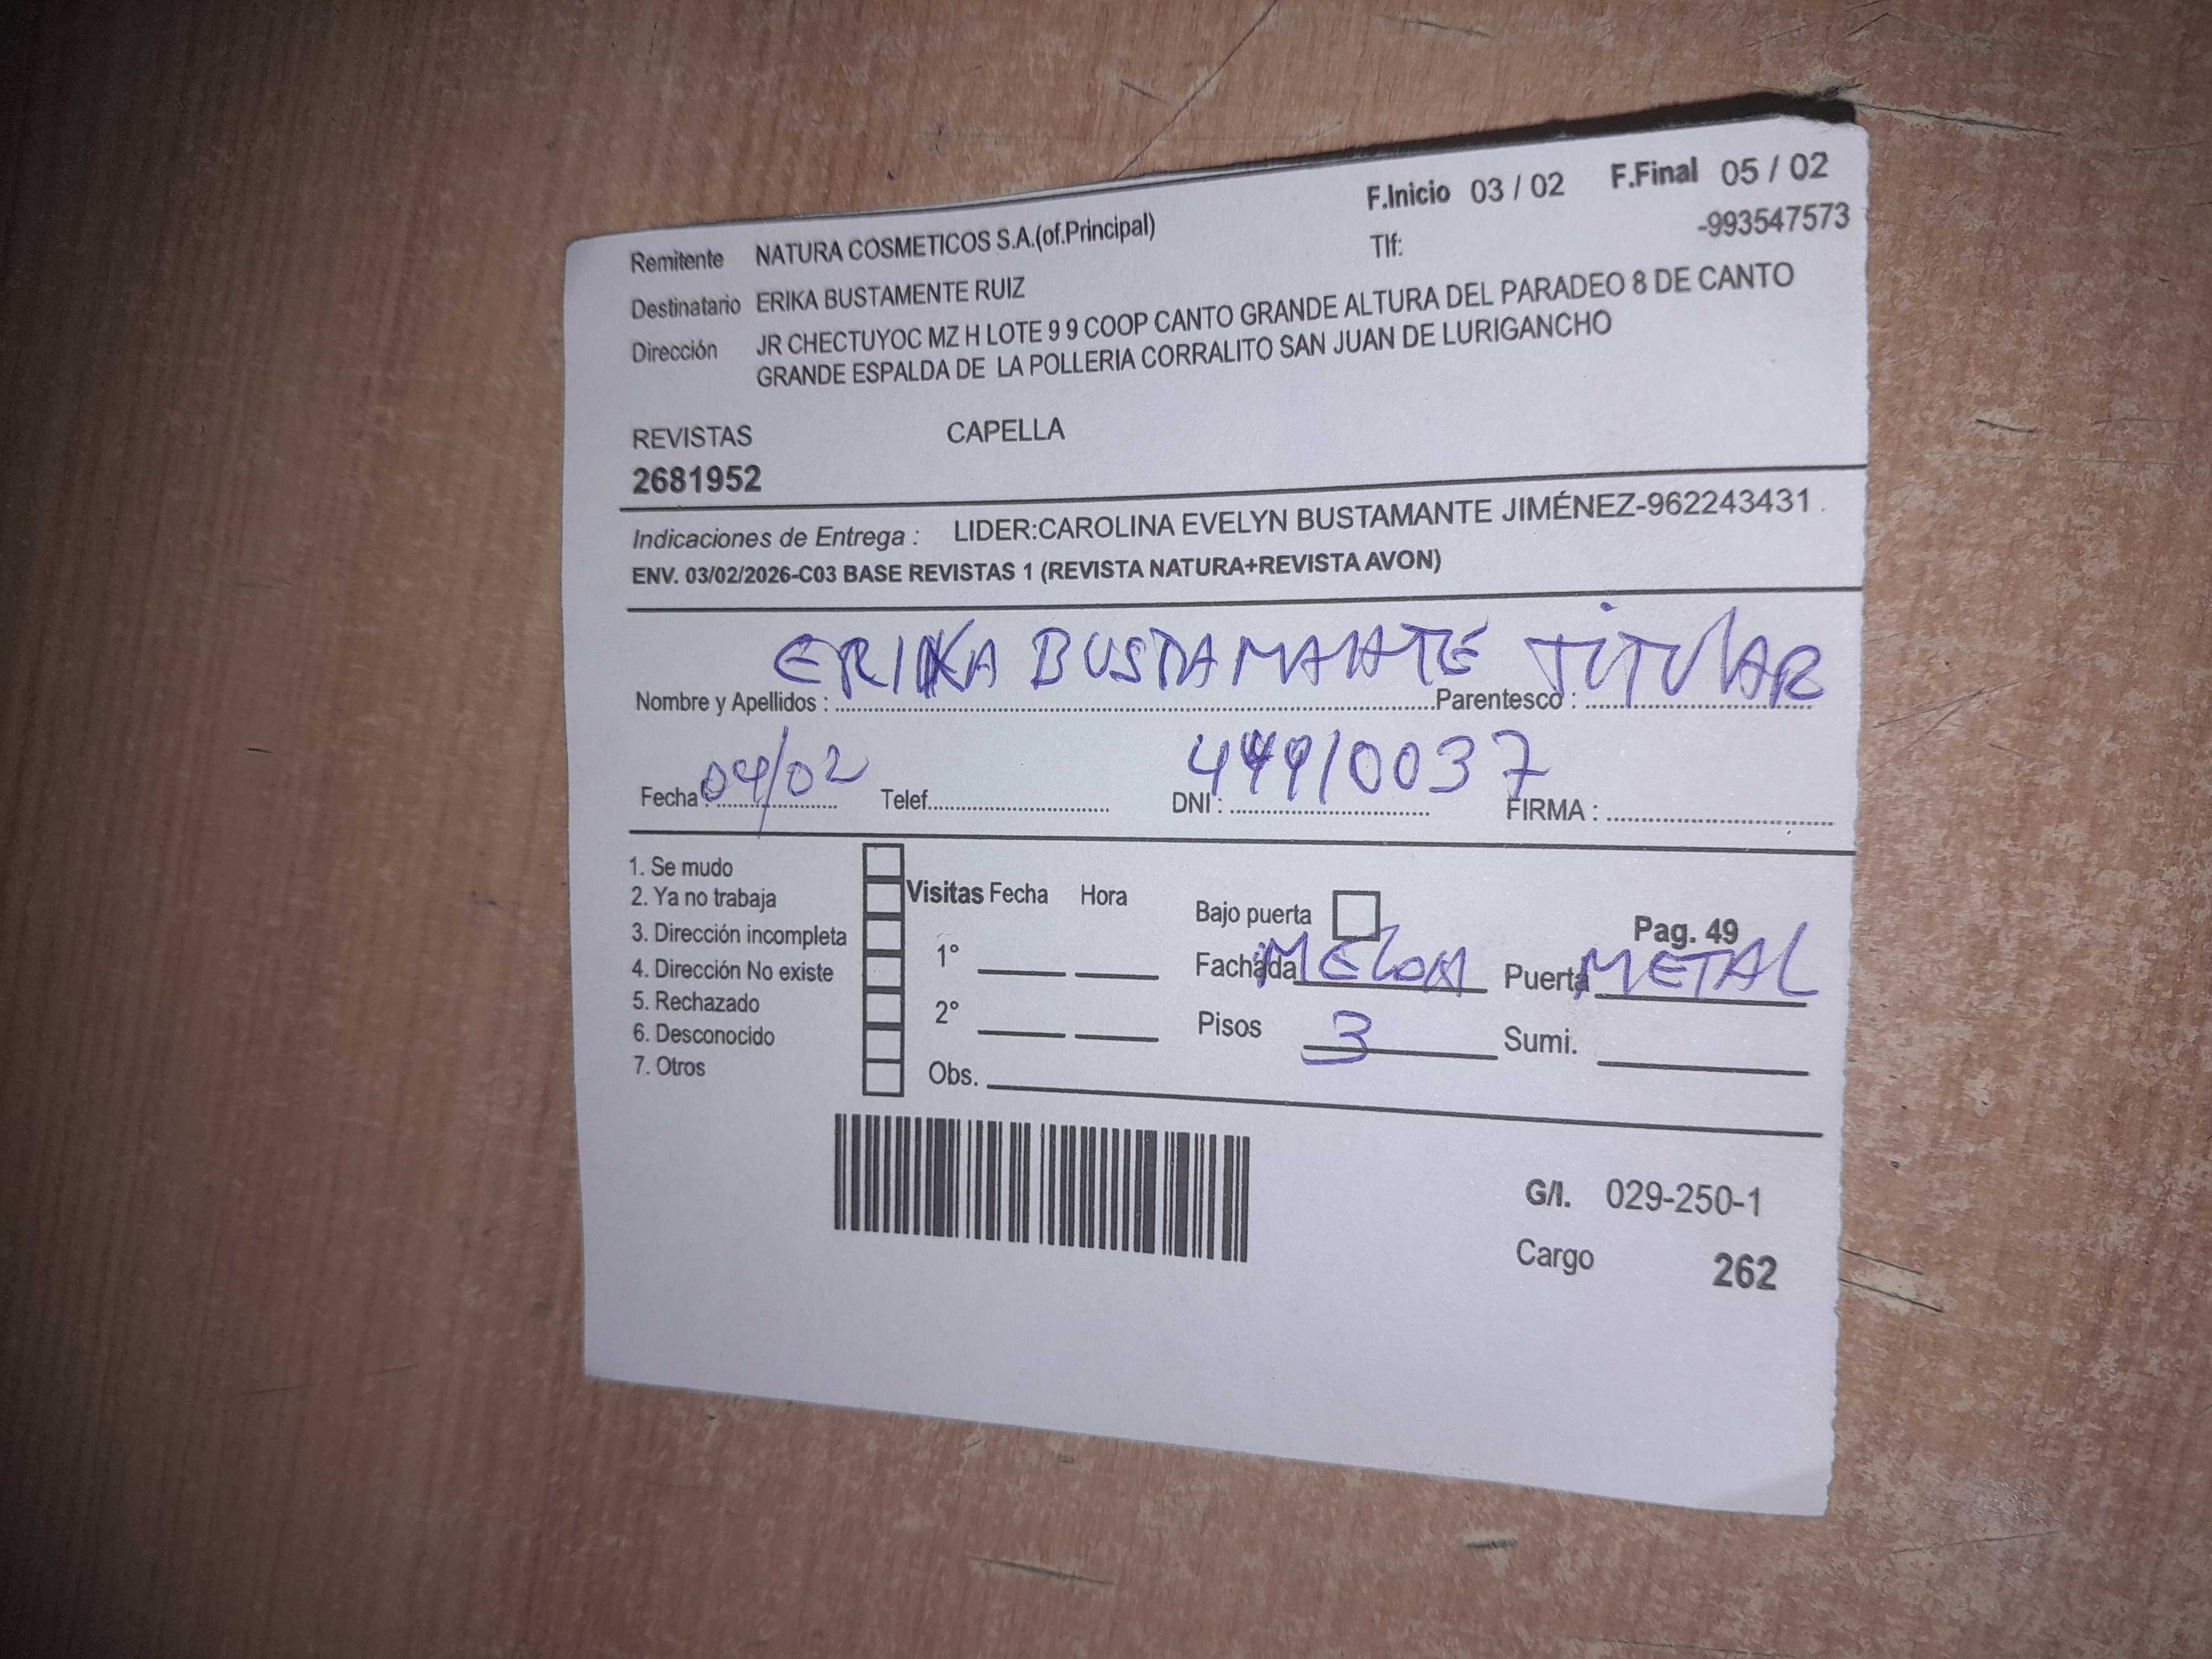 F.Inicio 03 / 02 F.Final 05 / 02
Remitente NATURA COSMETICOS S.A.(of.Principal) Tlf: -993547573
Destinatario ERIKA BUSTAMENTE RUIZ
Dirección JR CHECTUYOC MZ H LOTE 9 9 COOP CANTO GRANDE ALTURA DEL PARADEO 8 DE CANTO
GRANDE ESPALDA DE LA POLLERIA CORRALITO SAN JUAN DE LURIGANCHO
REVISTAS CAPELLA
2681952
Indicaciones de Entrega : LIDER:CAROLINA EVELYN BUSTAMANTE JIMÉNEZ-962243431 .
ENV. 03/02/2026-C03 BASE REVISTAS 1 (REVISTA NATURA+REVISTA AVON)
Nombre y Apellidos : ERIKA BUSTAMANTE Parentesco : TITULAR
Fecha : 04/02 Telef. DNI : FIRMA :
1. Se mudo
2. Ya no trabaja
3. Dirección incompleta
4. Dirección No existe
5. Rechazado
6. Desconocido
7. Otros
Visitas Fecha Hora
1°
2°
Obs.
Bajo puerta Pag. 49
Fachada MELON Puerta METAL
Pisos 3 Sumi.
G/I. 029-250-1
Cargo 262